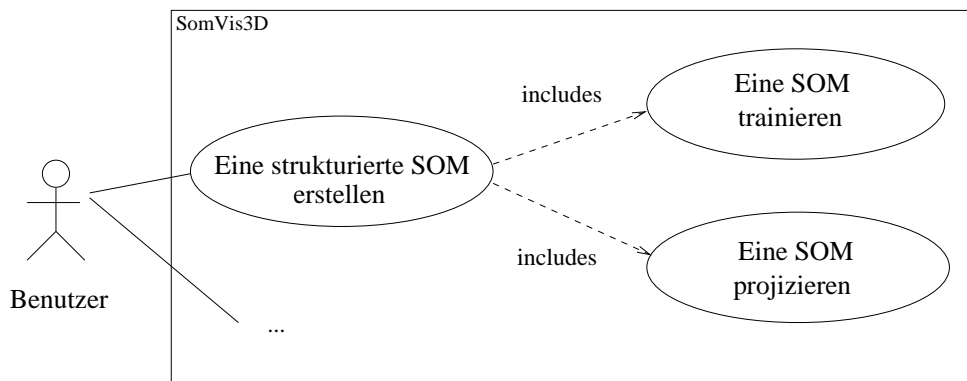 SomVis3D
Eine SOM
trainieren
includes
Eine strukturierte SOM
erstellen
includes
Eine SOM
projizieren
Benutzer
...